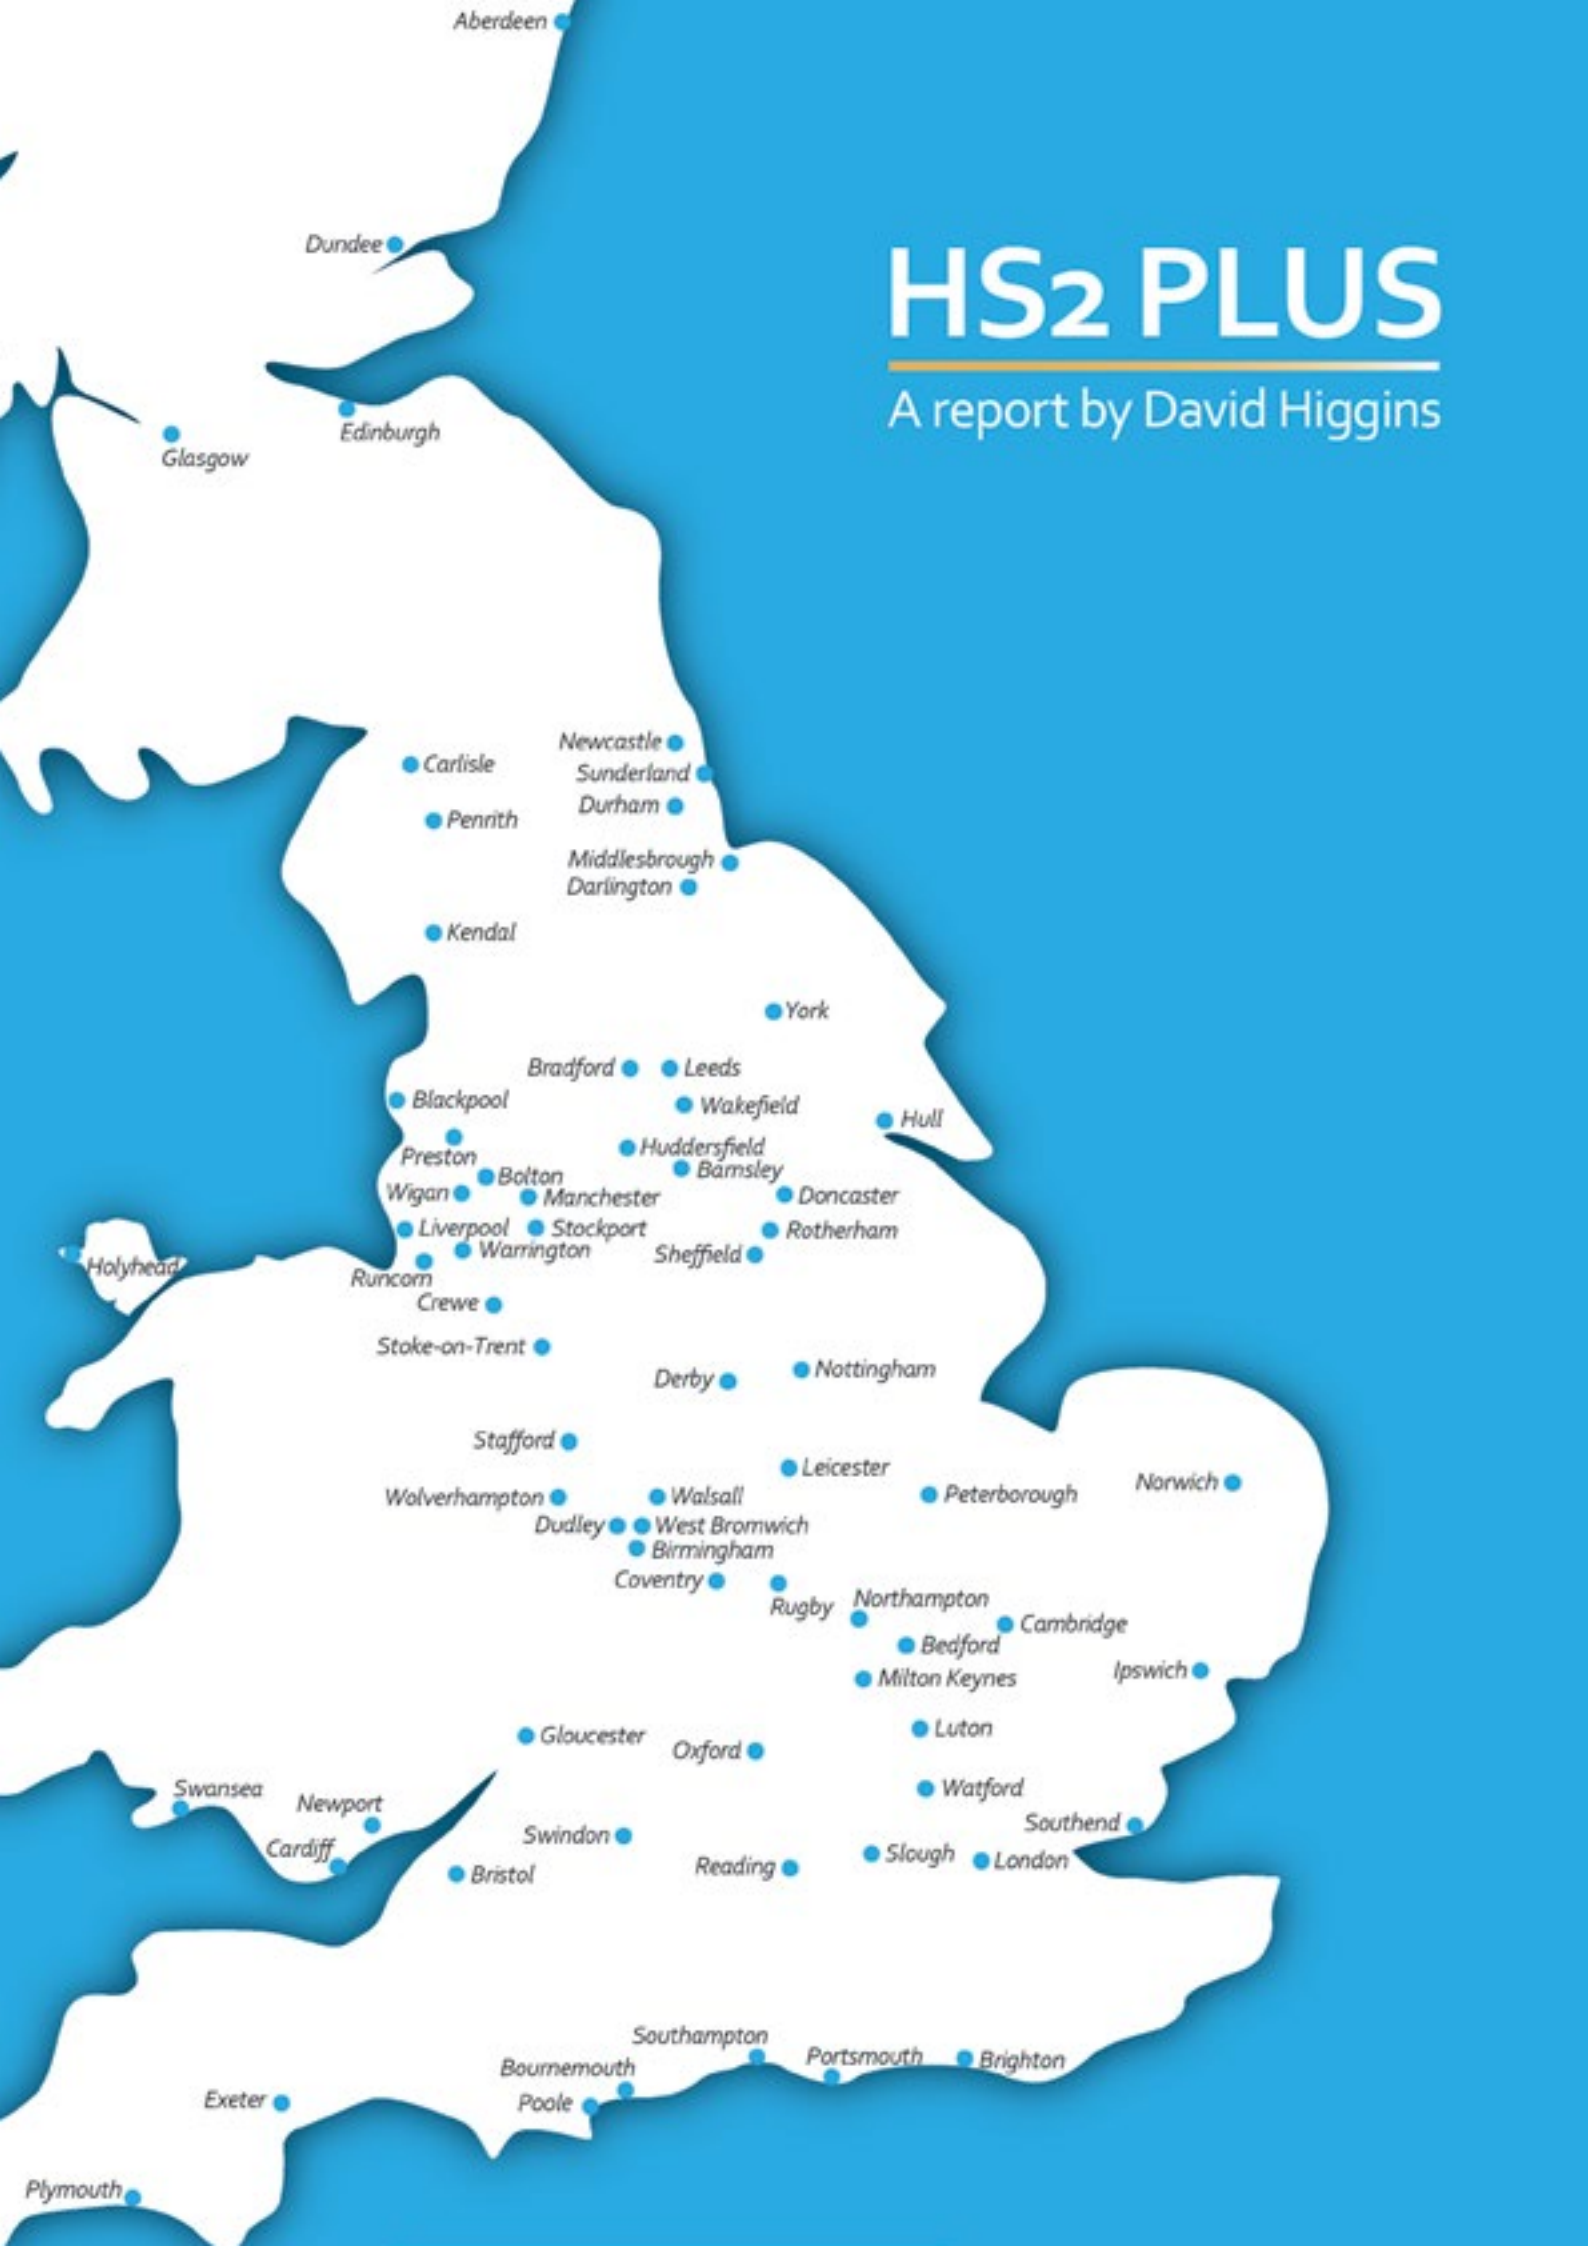 Aberdeen
HS2 PLUS
A report by David Higgins
Dundee
Edinburgh
Glasgow
Newcastle
Carlisle
Sunderland
Durham
Penrith
Middlesbrough
Darlington
Kendal
York
Bradford
Leeds
Blackpool
Wakefield
Hull
Huddersfield
Preston
Barnsley
Bolton
Wigan
Manchester
Doncaster
Liverpool
Stockport
Rotherham
Warrington
Sheffield
Holyhead
Runcorn
Crewe
Stoke-on-Trent
Nottingham
Derby
Stafford
Leicester
Norwich
Wolverhampton
Walsall
Peterborough
Dudley
West Bromwich
Birmingham
Coventry
Rugby
Northampton
Cambridge
Bedford
Ipswich
Milton Keynes
Luton
Gloucester
Oxford
Swansea
Watford
Newport
Southend
Swindon
Cardiff
Slough
London
Reading
Bristol
Southampton
Portsmouth
Brighton
Bournemouth
Exeter
Poole
Plymouth